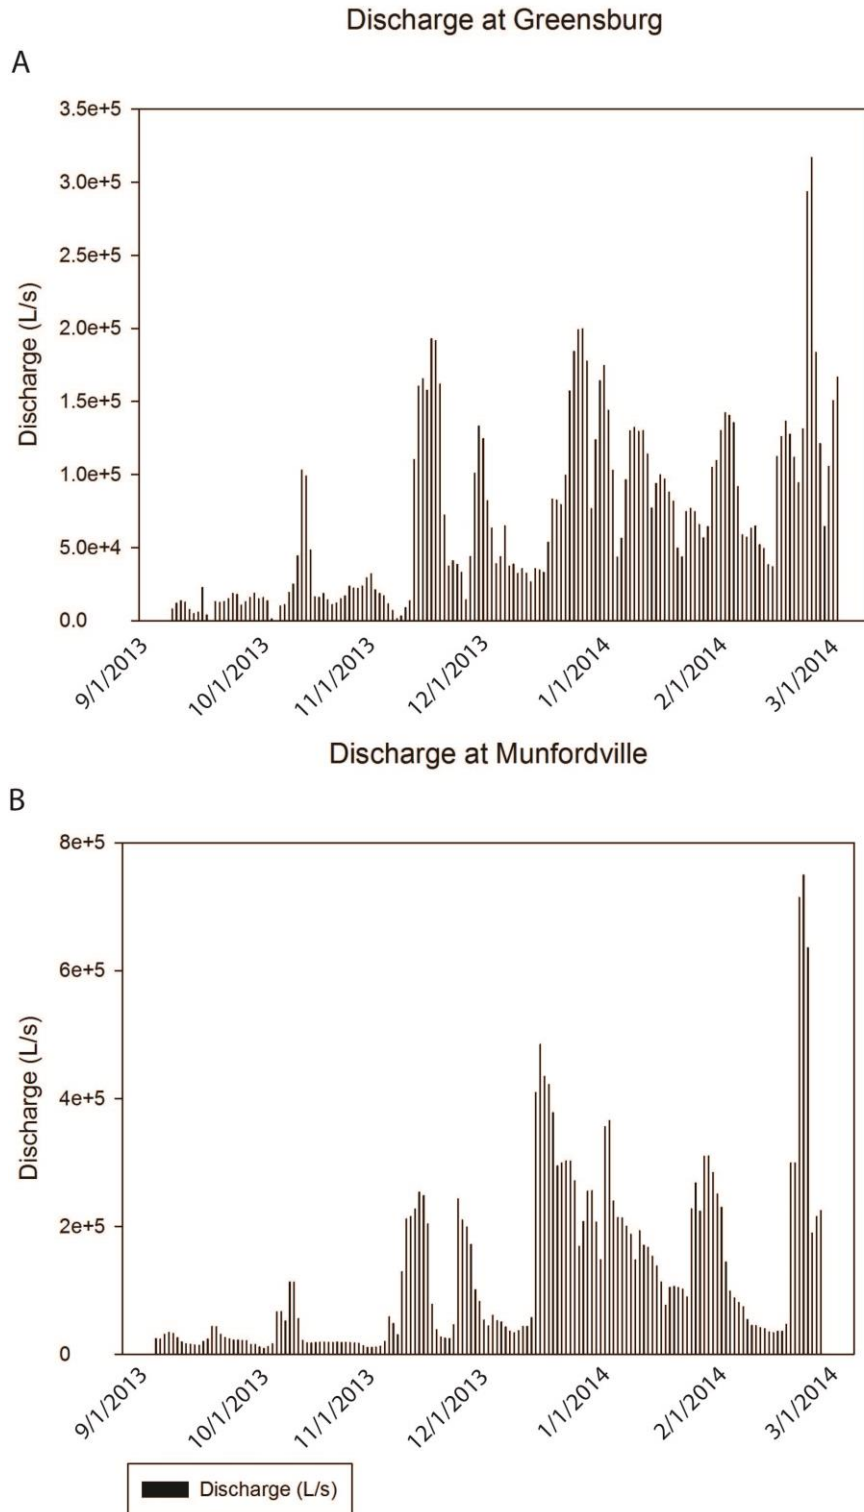 Discharge at Greensburg
A
3.5e+5
3.0e+5
2.5e+5
2.0e+5
1.5e+5
1.0e+5
5.0e+4
0.0
Discharge (L/s)
9/1/2013
10/1/2013
11/1/2013
12/1/2013
1/1/2014
2/1/2014
3/1/2014
Discharge at Munfordville
B
8e+5
6e+5
4e+5
2e+5
0
Discharge (L/s)
9/1/2013
10/1/2013
11/1/2013
12/1/2013
1/1/2014
2/1/2014
3/1/2014
Discharge (L/s)